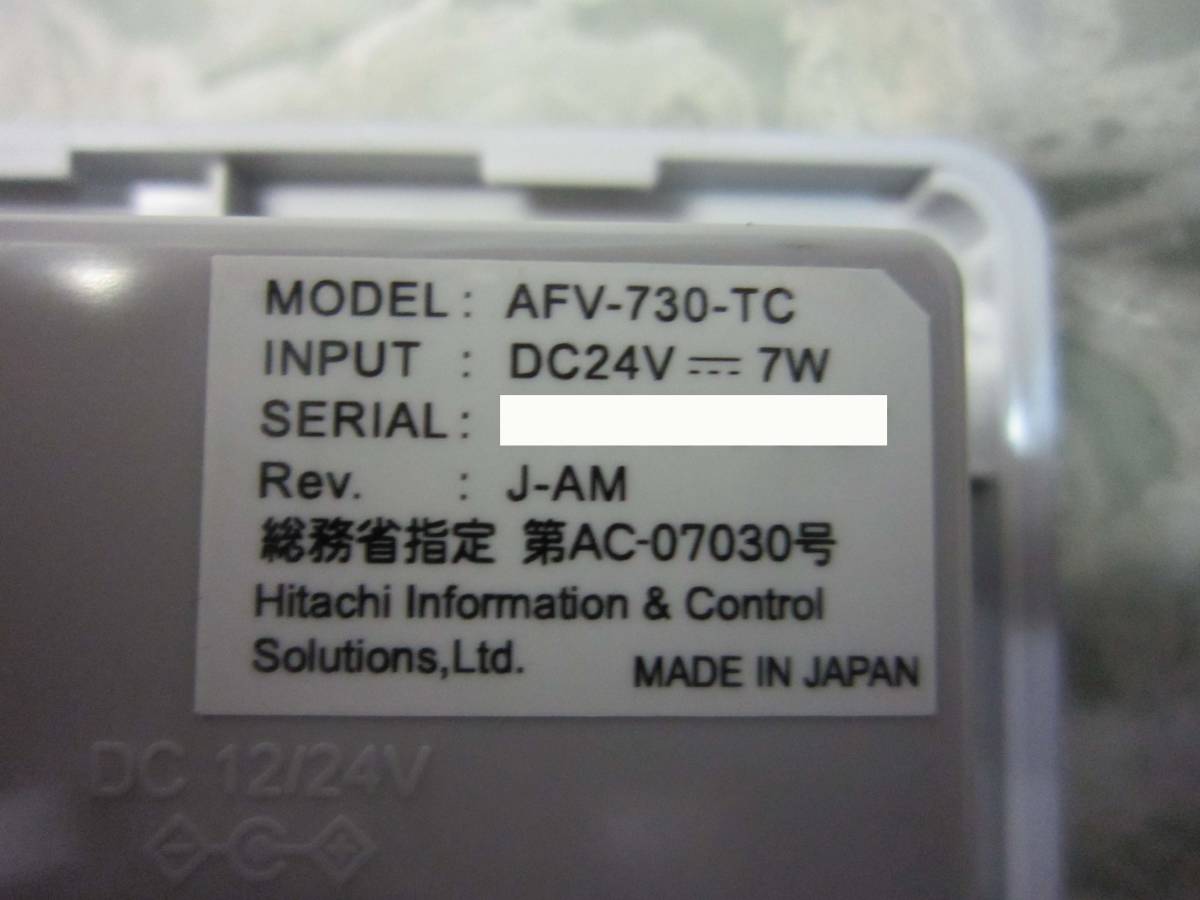 MODEL : AFV-730-TC
INPUT : DC24V ⎓ 7W
SERIAL :
Rev. : J-AM
総務省指定 第AC-07030号
Hitachi Information & Control
Solutions,Ltd.
MADE IN JAPAN
DC 12/24V